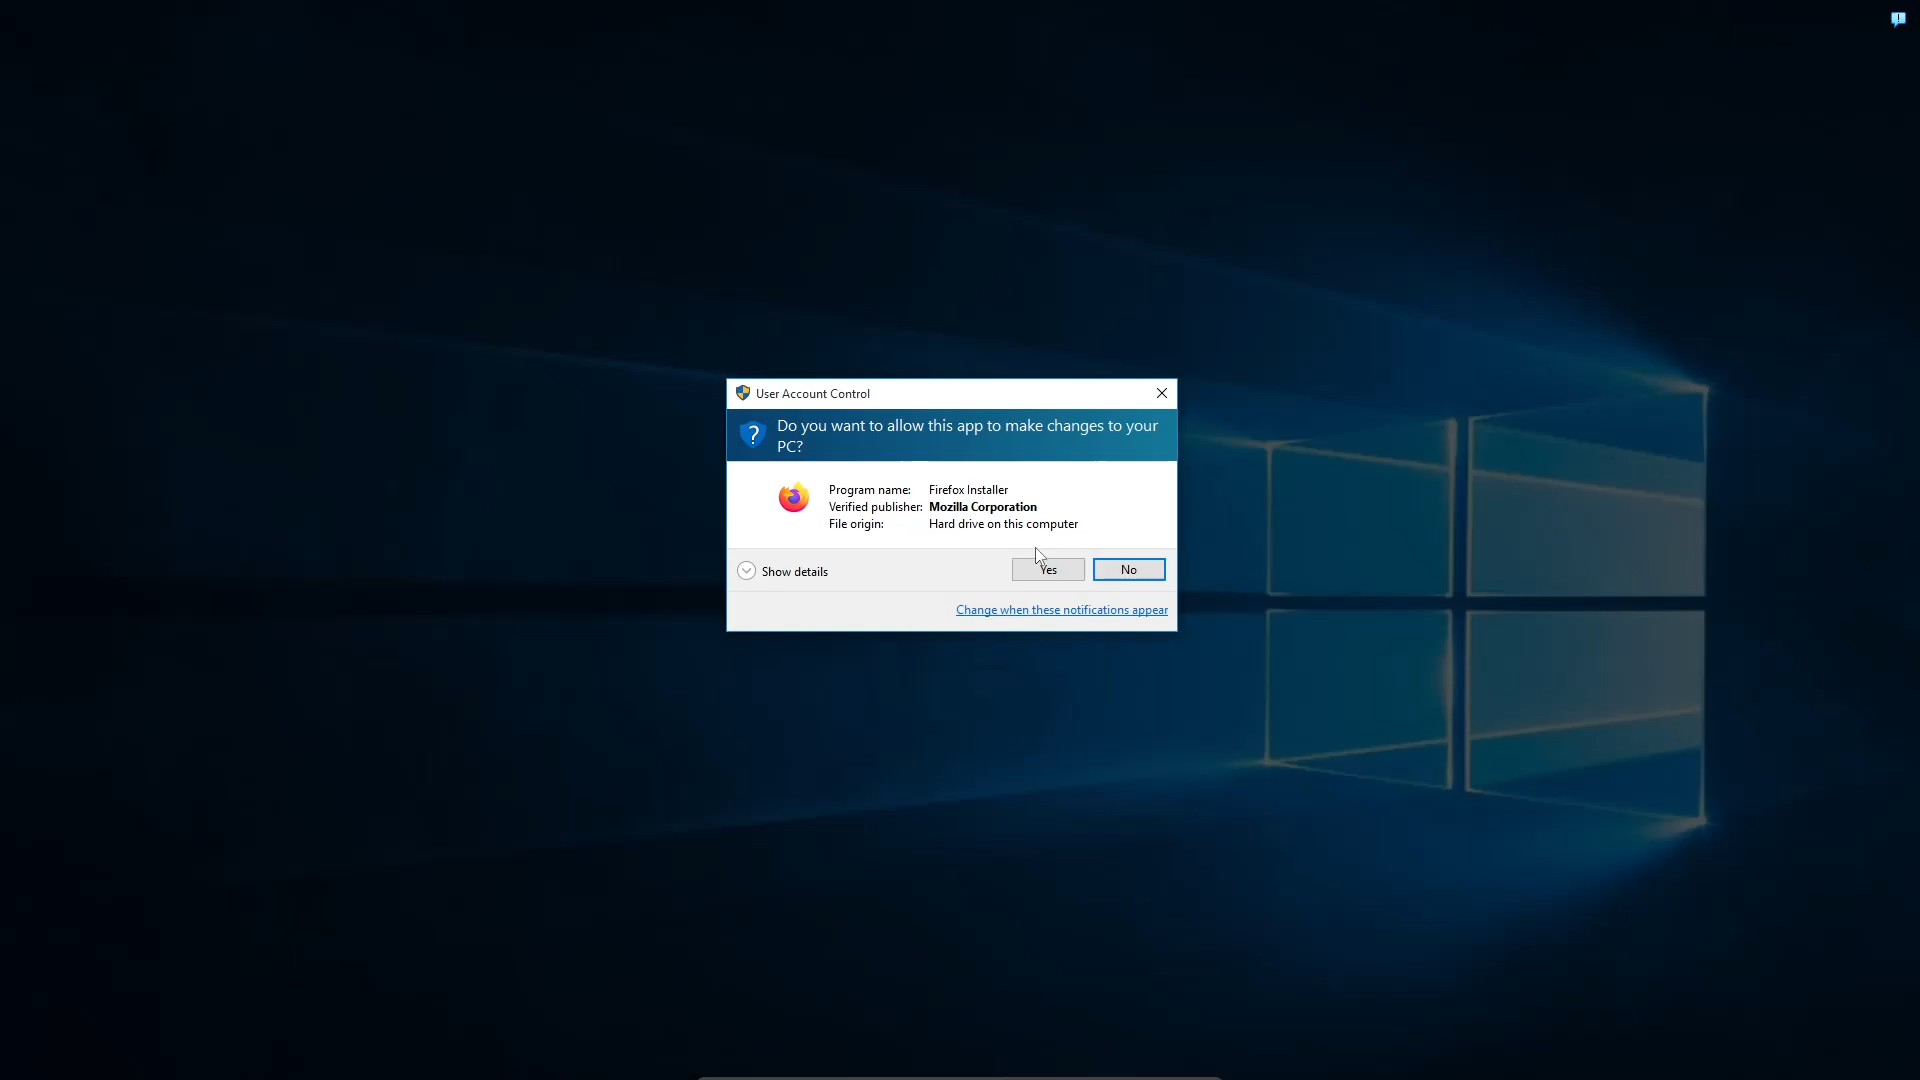 User Account Control
Do you want to allow this app to make changes to your
PC?
Program name: Firefox Installer
Verified publisher: Mozilla Corporation
File origin: Hard drive on this computer
Show details
Yes
No
Change when these notifications appear